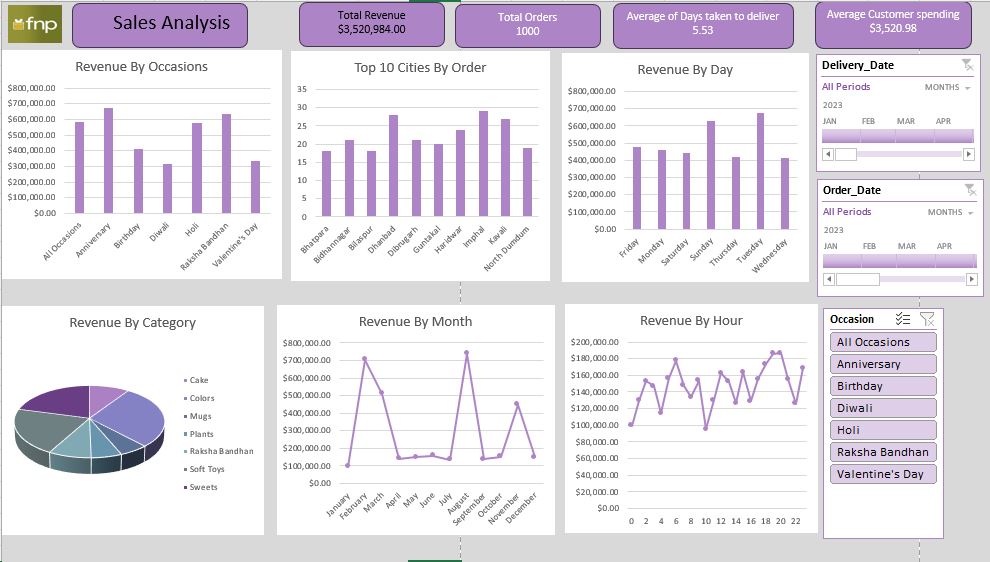 fnp
Sales Analysis
Total Revenue
$3,520,984.00
Total Orders
1000
Average of Days taken to deliver
5.53
Average Customer spending
$3,520.98
Revenue By Occasions
$800,000.00
$700,000.00
$600,000.00
$500,000.00
$400,000.00
$300,000.00
$200,000.00
$100,000.00
$0.00
All Occasions
Anniversary
Birthday
Diwali
Holi
Raksha Bandhan
Valentine's Day
Top 10 Cities By Order
35
30
25
20
15
10
5
0
Bhatpara
Bidhannagar
Bilaspur
Dhanbad
Dibrugarh
Guntakal
Haridwar
Imphal
Kavali
North Dumdum
Revenue By Day
$800,000.00
$700,000.00
$600,000.00
$500,000.00
$400,000.00
$300,000.00
$200,000.00
$100,000.00
$0.00
Friday
Monday
Saturday
Sunday
Thursday
Tuesday
Wednesday
Delivery_Date
All Periods MONTHS
2023
JAN FEB MAR APR
Order_Date
All Periods MONTHS
2023
JAN FEB MAR APR
Revenue By Category
Cake
Colors
Mugs
Plants
Raksha Bandhan
Soft Toys
Sweets
Revenue By Month
$800,000.00
$700,000.00
$600,000.00
$500,000.00
$400,000.00
$300,000.00
$200,000.00
$100,000.00
$0.00
January
February
March
April
May
June
July
August
September
October
November
December
Revenue By Hour
$200,000.00
$180,000.00
$160,000.00
$140,000.00
$120,000.00
$100,000.00
$80,000.00
$60,000.00
$40,000.00
$20,000.00
$0.00
0 2 4 6 8 10 12 14 16 18 20 22
Occasion
All Occasions
Anniversary
Birthday
Diwali
Holi
Raksha Bandhan
Valentine's Day